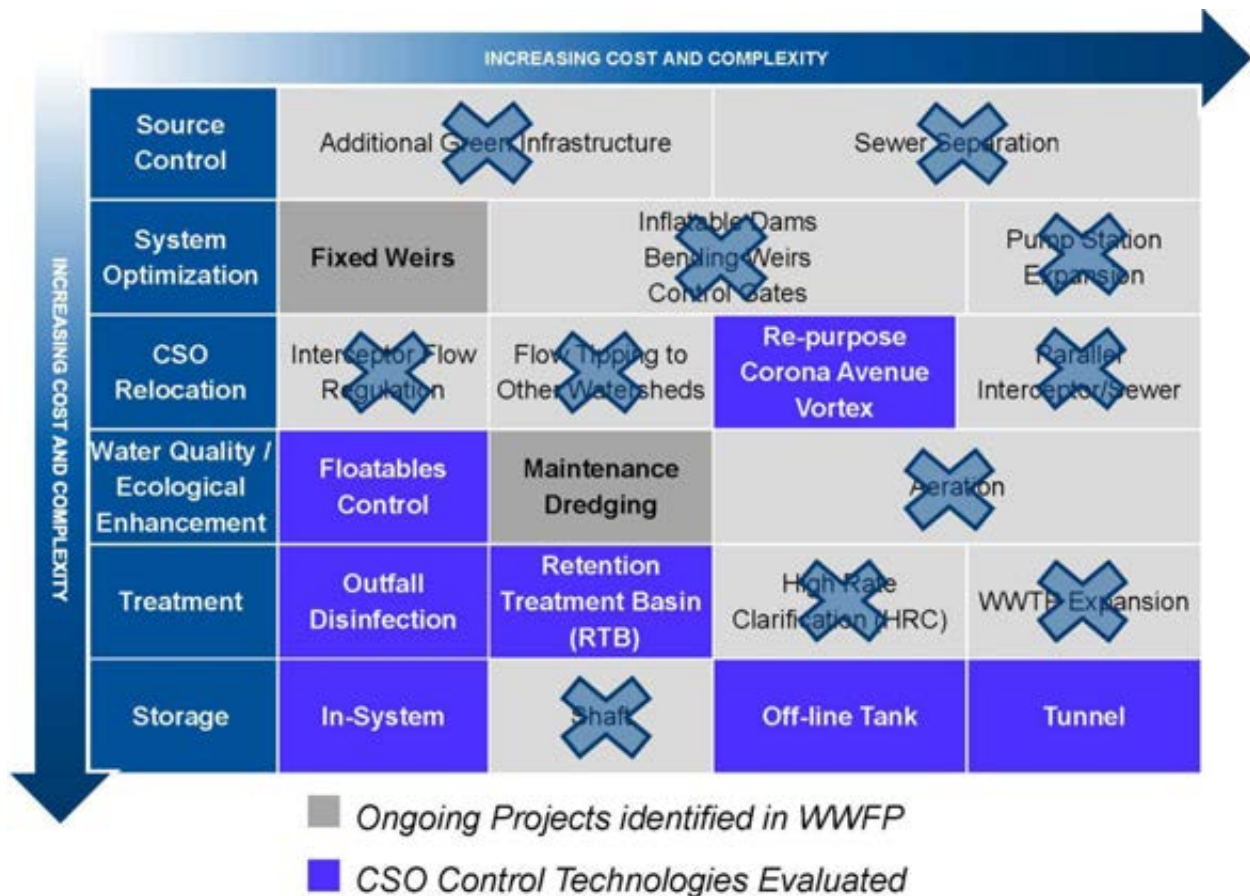 INCREASING COST AND COMPLEXITY
INCREASING COST AND COMPLEXITY
Source
Control
Additional Green Infrastructure
Sewer Separation
System
Optimization
Fixed Weirs
Inflatable Dams
Bending Weirs
Control Gates
Pump Station
Expansion
CSO
Relocation
Interceptor Flow
Regulation
Flow Tipping to
Other Watersheds
Re-purpose
Corona Avenue
Vortex
Parallel
Interceptor/Sewer
Water Quality /
Ecological
Enhancement
Floatables
Control
Maintenance
Dredging
Aeration
Treatment
Outfall
Disinfection
Retention
Treatment Basin
(RTB)
High Rate
Clarification (HRC)
WWTP Expansion
Storage
In-System
Shaft
Off-line Tank
Tunnel
Ongoing Projects identified in WWFP
CSO Control Technologies Evaluated